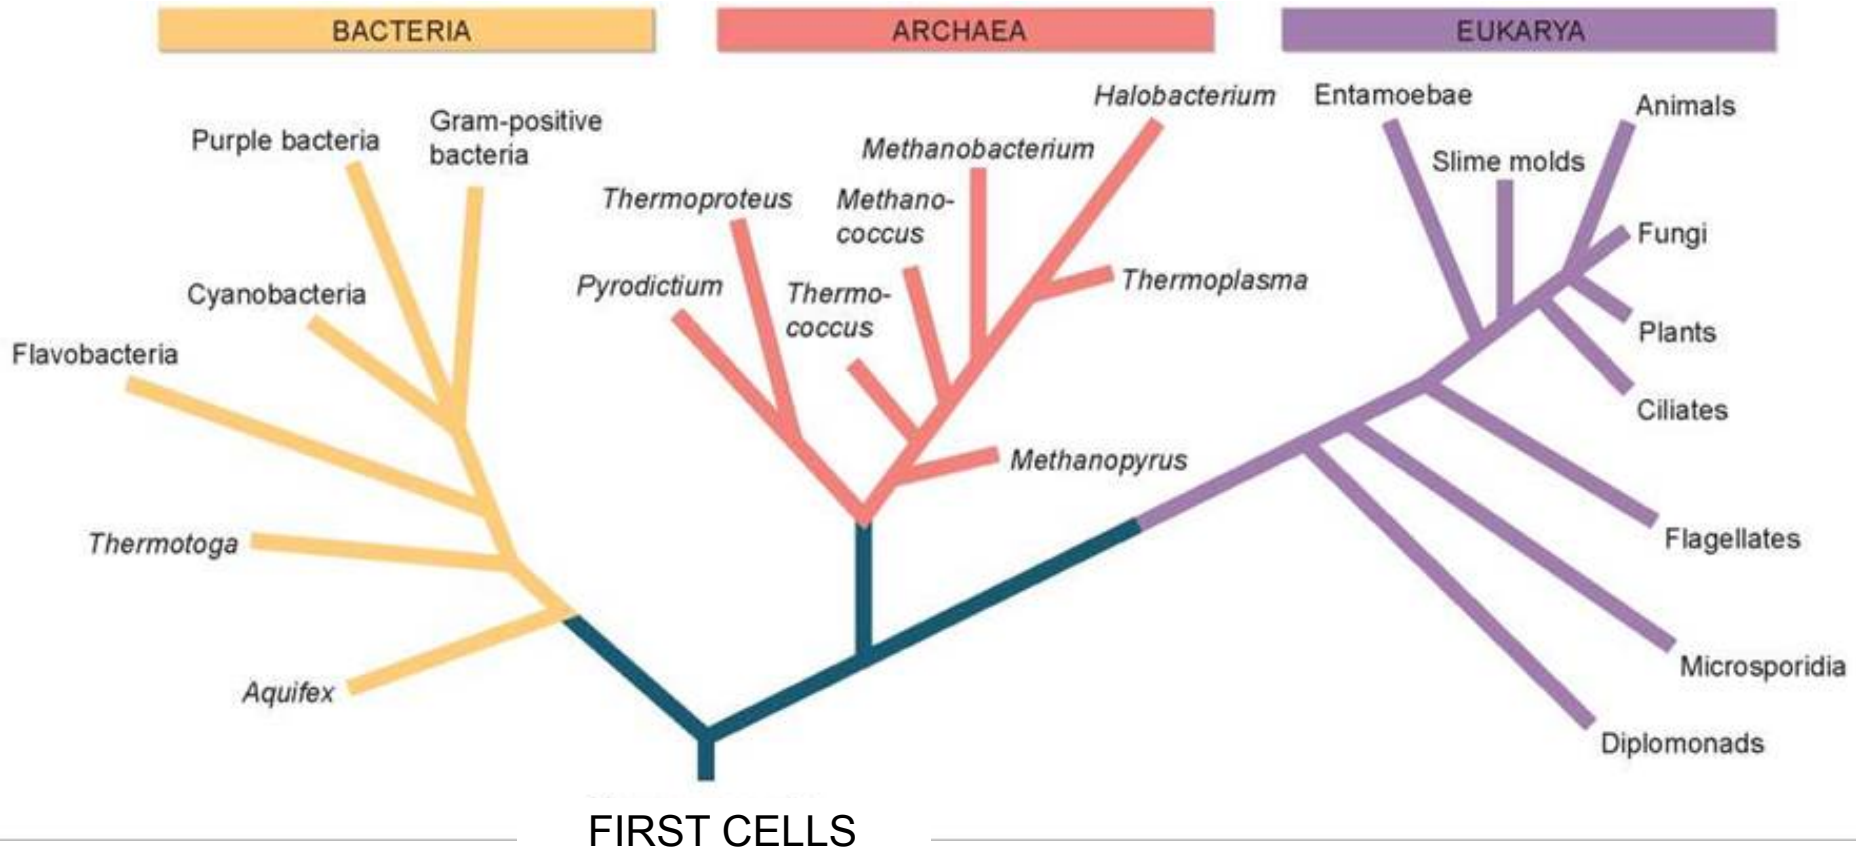 BACTERIA
ARCHAEA
EUKARYA
Purple bacteria
Gram-positive
bacteria
Cyanobacteria
Flavobacteria
Thermotoga
Aquifex
Halobacterium
Methanobacterium
Thermoproteus
Methano-
coccus
Pyrodictium
Thermo-
coccus
Thermoplasma
Methanopyrus
Entamoebae
Animals
Slime molds
Fungi
Plants
Ciliates
Flagellates
Microsporidia
Diplomonads
FIRST CELLS